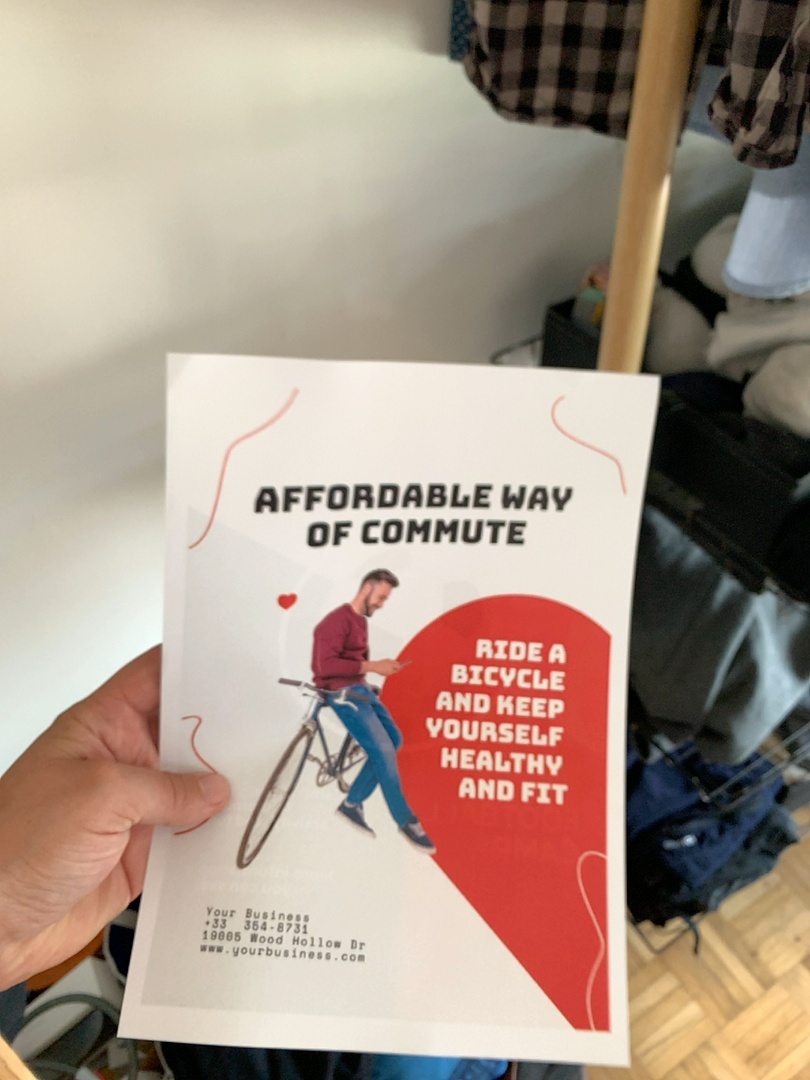 AFFORDABLE WAY
OF COMMUTE
RIDE A
BICYCLE
AND KEEP
YOURSELF
HEALTHY
AND FIT
Your Business
+33 354-8731
19005 Wood Hollow Dr
www.yourbusiness.com